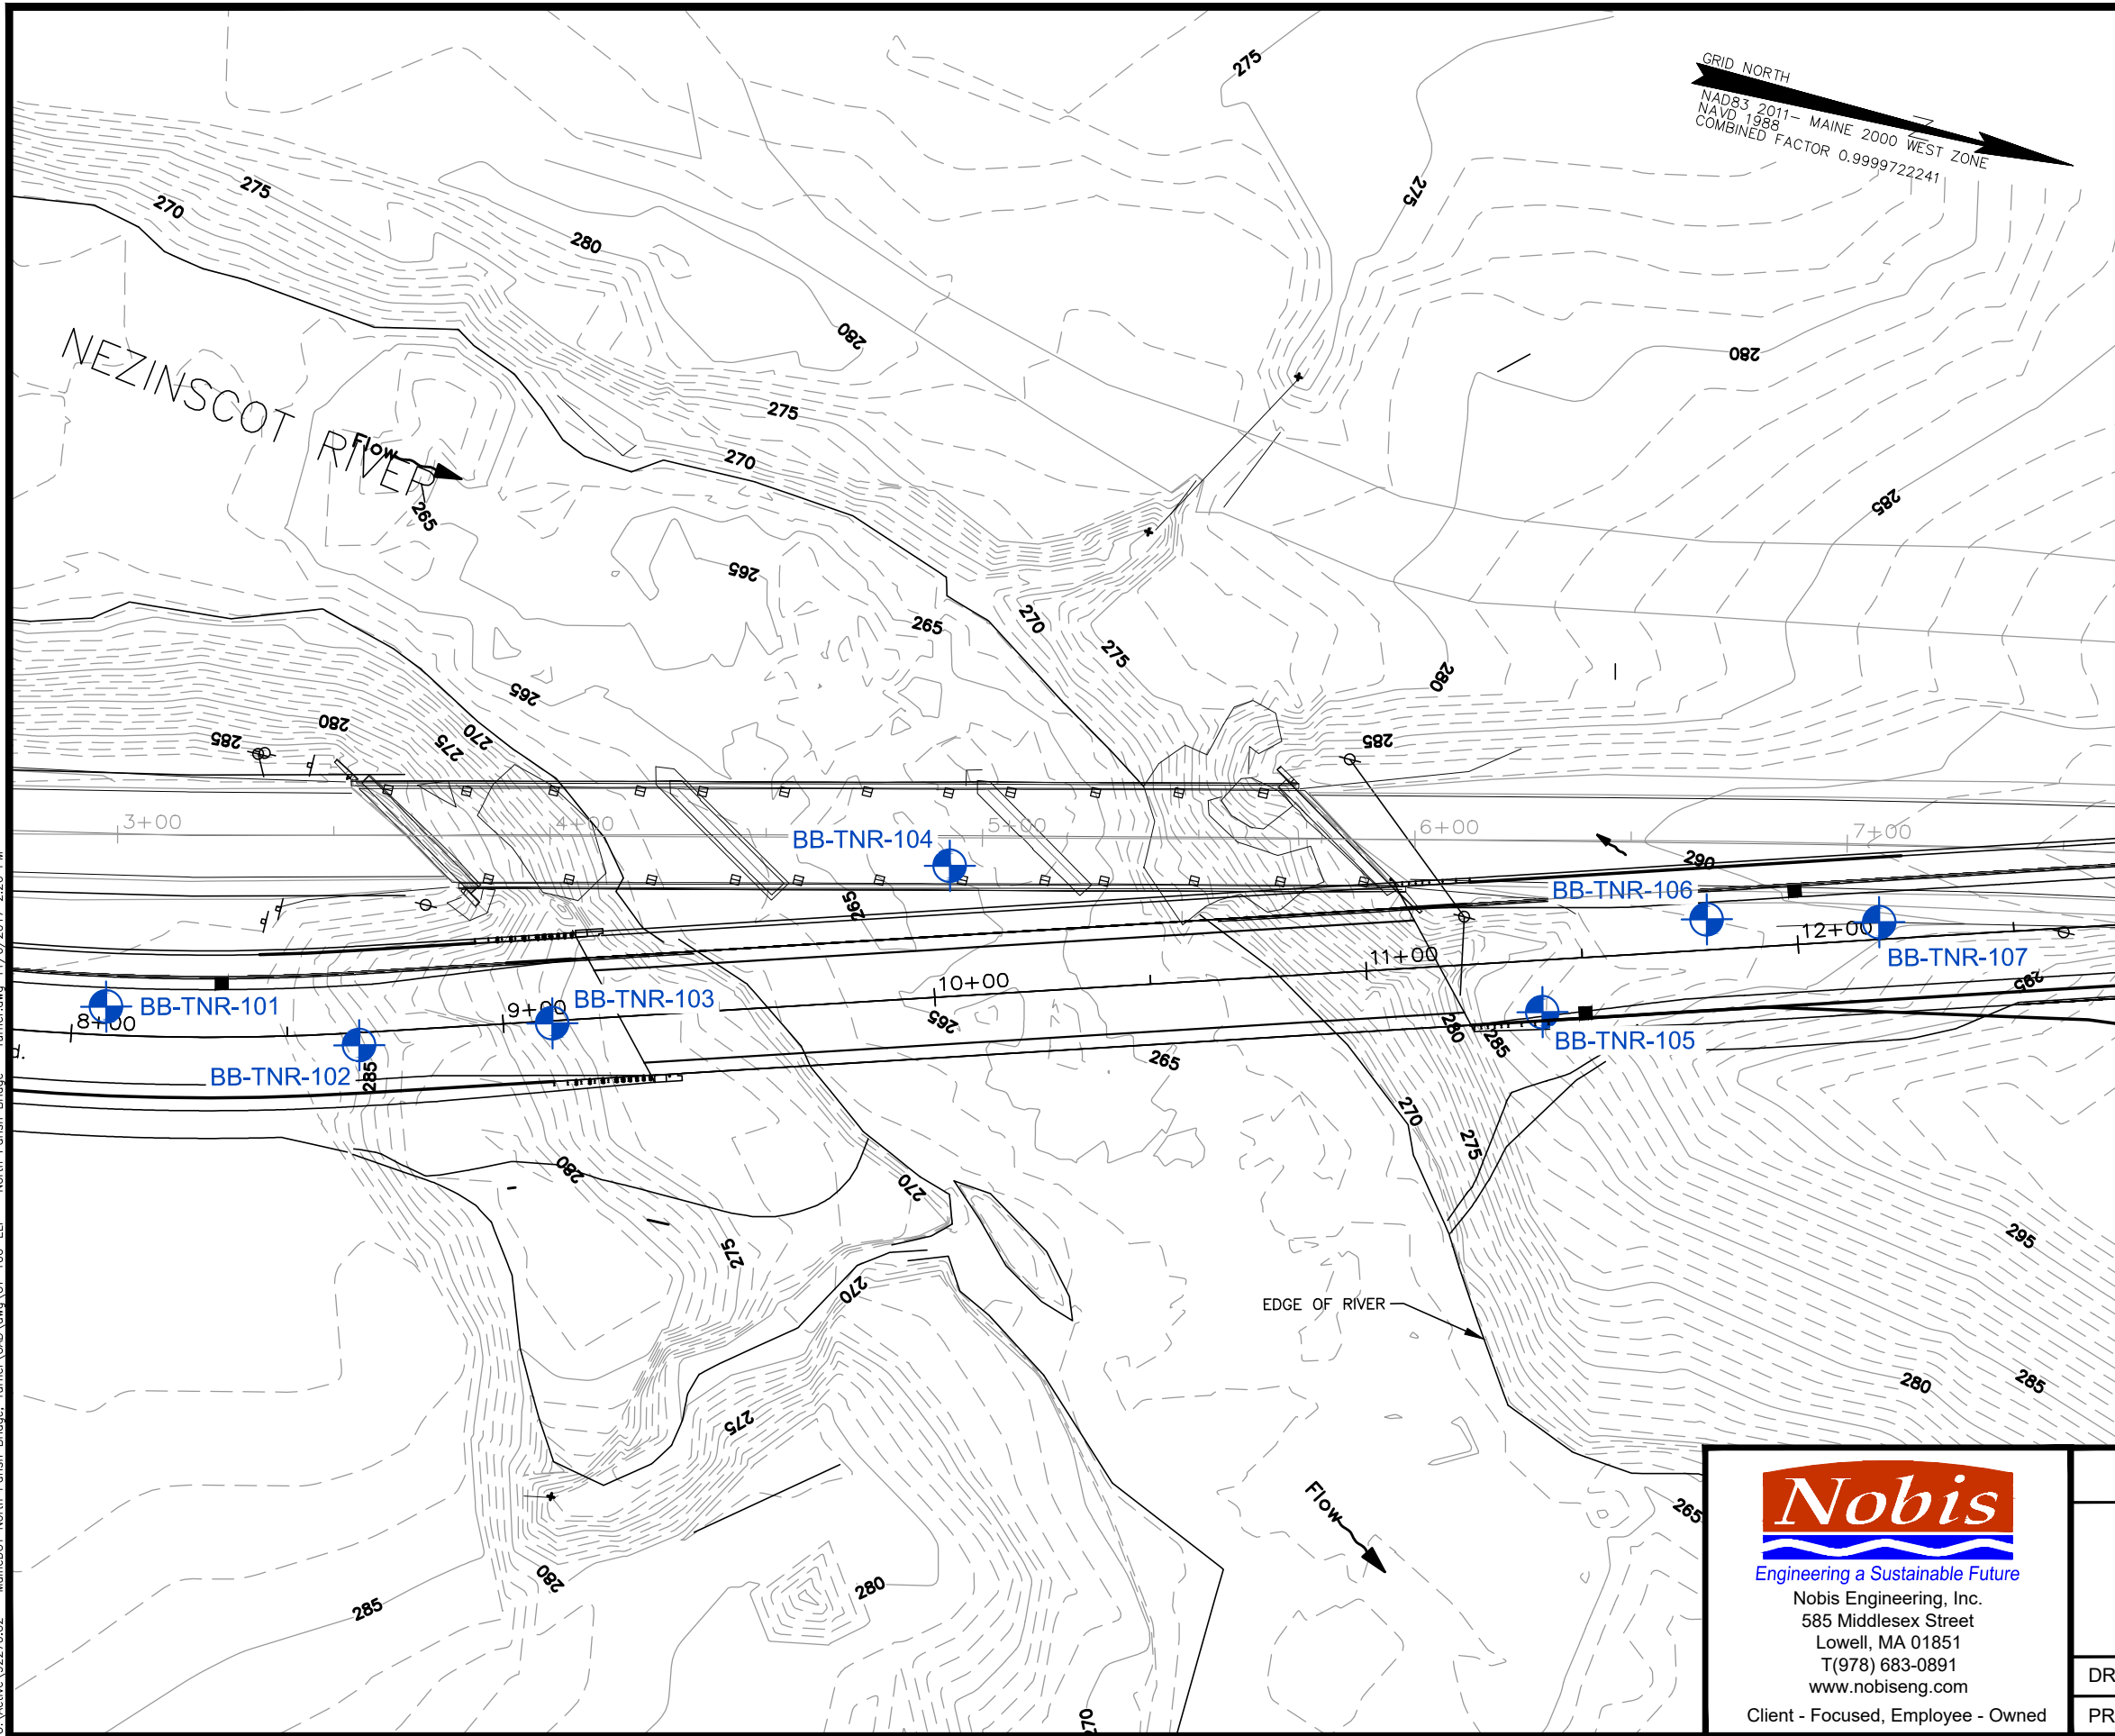 GRID NORTH
NAD83 2011- MAINE 2000 WEST ZONE
NAVD 1988
COMBINED FACTOR 0.9999722241
Z
275
275
270
275
280
280
280
NEZINSCOT RIVER
Flow
265
275
270
285
265
265
270
275
280
265
270
275
280
285
285
3+00
4+00
5+00
6+00
7+00
290
BB-TNR-104
BB-TNR-106
265
12+00
BB-TNR-107
11+00
10+00
295
BB-TNR-103
BB-TNR-101
9+00
8+00
265
280
285
BB-TNR-105
d.
BB-TNR-102
285
265
270
275
280
270
275
270
295
EDGE OF RIVER
280
285
275
Flow
265
280
280
285
270
Nobis
Engineering a Sustainable Future
Nobis Engineering, Inc.
585 Middlesex Street
Lowell, MA 01851
T(978) 683-0891
www.nobiseng.com
Client - Focused, Employee - Owned
DR
PR